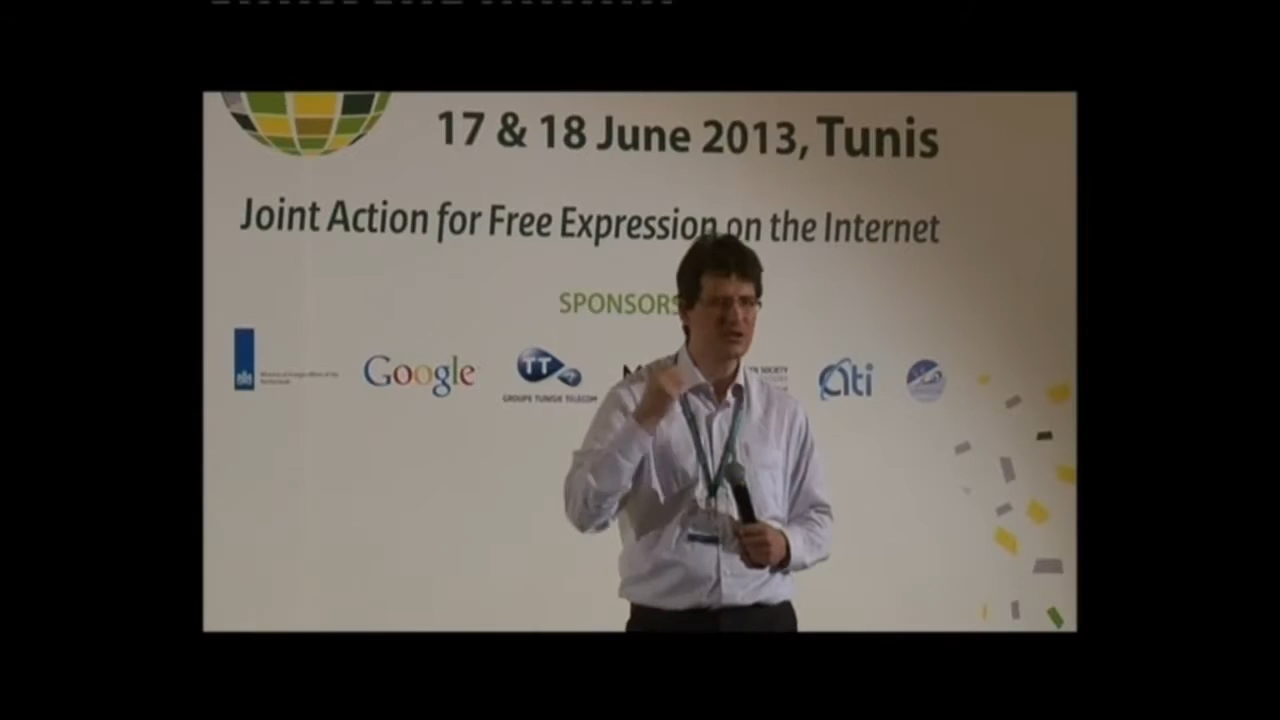 17 & 18 June 2013, Tunis
Joint Action for Free Expression on the Internet
SPONSORS
Google
TT
GROUPE TUNISIE TELECOM
ati